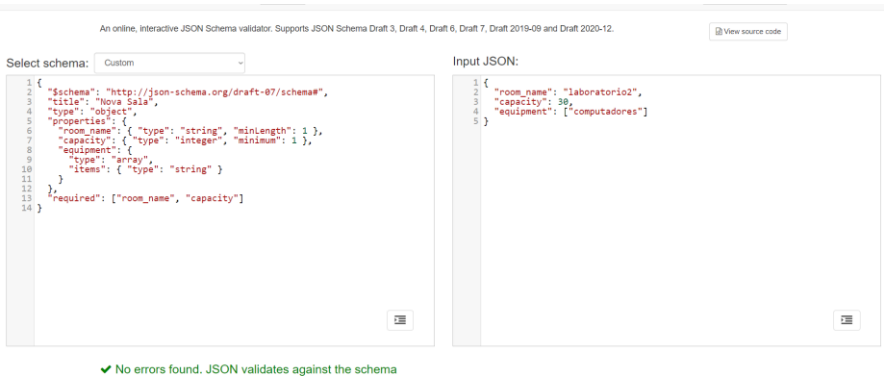 An online, interactive JSON Schema validator. Supports JSON Schema Draft 3, Draft 4, Draft 6, Draft 7, Draft 2019-09 and Draft 2020-12.
View source code
Select schema: Custom
1 {
2 "$schema": "http://json-schema.org/draft-07/schema#",
3 "title": "Nova Sala",
4 "type": "object",
5 "properties": {
6 "room_name": { "type": "string", "minLength": 1 },
7 "capacity": { "type": "integer", "minimum": 1 },
8 "equipment": {
9 "type": "array",
10 "items": { "type": "string" }
11 }
12 },
13 "required": ["room_name", "capacity"]
14 }
Input JSON:
1 {
2 "room_name": "laboratorio2",
3 "capacity": 30,
4 "equipment": ["computadores"]
5 }
✔ No errors found. JSON validates against the schema